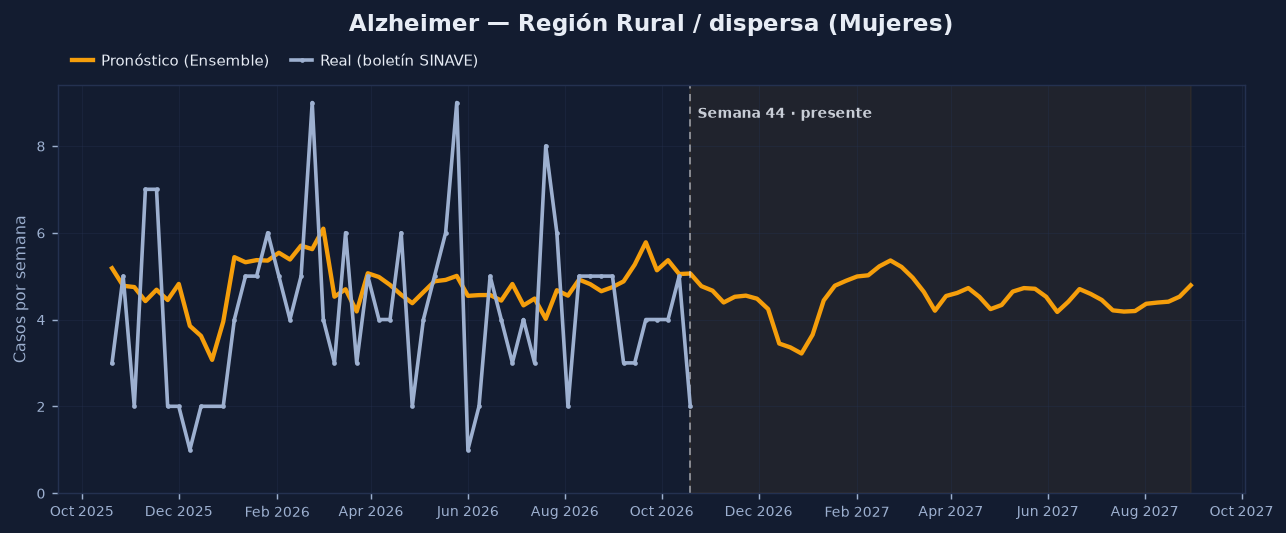 Alzheimer — Región Rural / dispersa (Mujeres)
Pronóstico (Ensemble)
Real (boletín SINAVE)
Semana 44 · presente
Casos por semana
8
6
4
2
0
Oct 2025
Dec 2025
Feb 2026
Apr 2026
Jun 2026
Aug 2026
Oct 2026
Dec 2026
Feb 2027
Apr 2027
Jun 2027
Aug 2027
Oct 2027